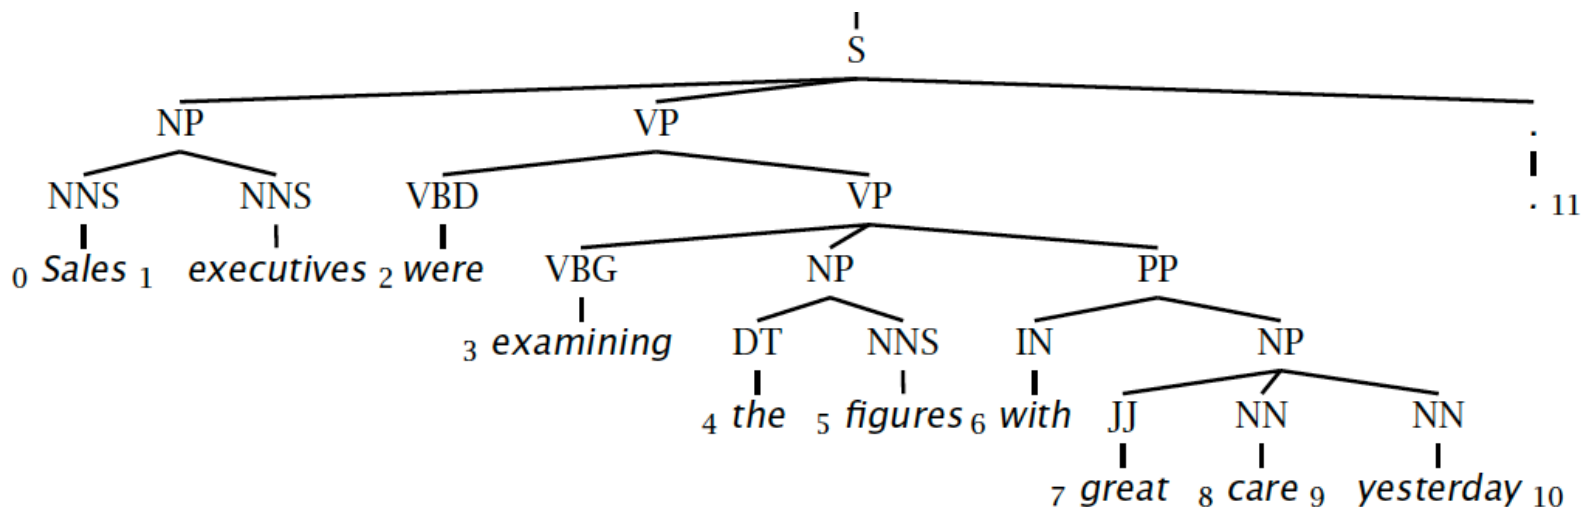 S
NP VP .
NNS NNS VBD VP . 11
0 Sales 1 executives 2 were VBG NP PP
3 examining DT NNS IN NP
4 the 5 figures 6 with JJ NN NN
7 great 8 care 9 yesterday 10